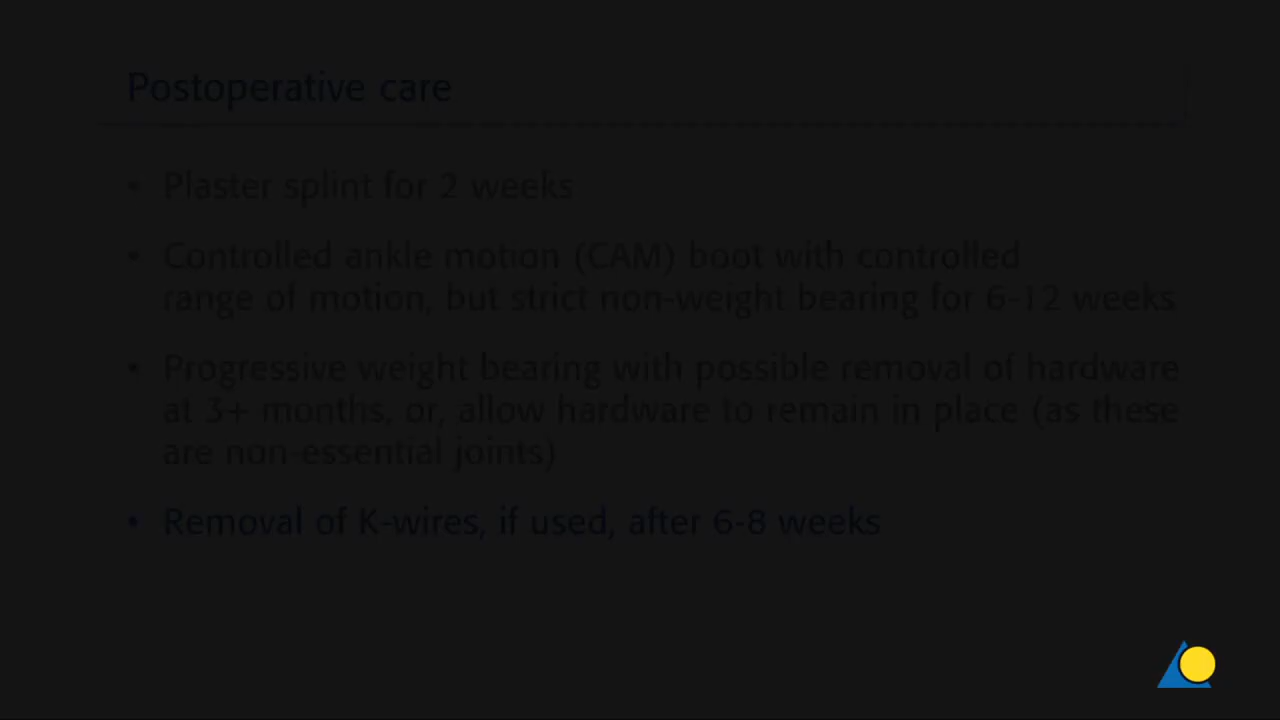 Postoperative care
• Plaster splint for 2 weeks
• Controlled ankle motion (CAM) boot with controlled
range of motion, but strict non-weight bearing for 6-12 weeks
• Progressive weight bearing with possible removal of hardware
at 3+ months, or, allow hardware to remain in place (as these
are non-essential joints)
• Removal of K-wires, if used, after 6-8 weeks